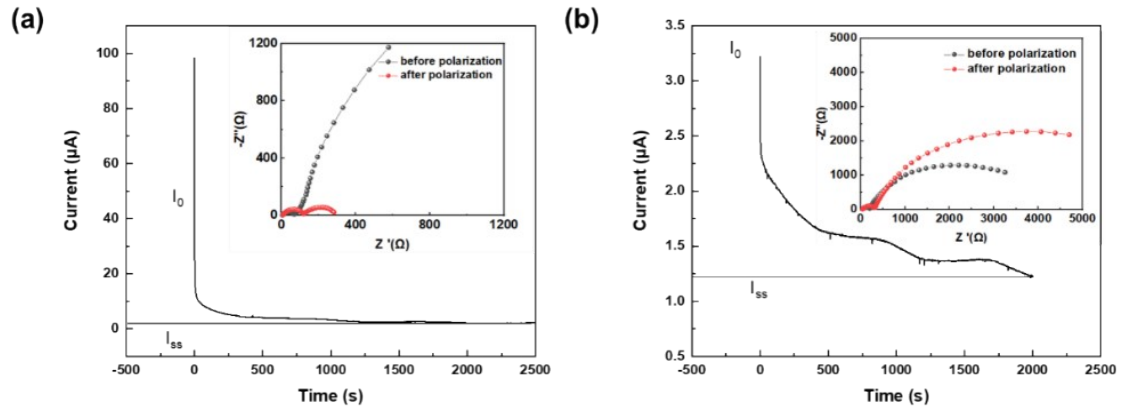 (a)
100
80
60
40
20
0
Current (μA)
I0
Iss
-500 0 500 1000 1500 2000 2500
Time (s)
1200
800
400
0
-Z''(Ω)
before polarization
after polarization
0 400 800 1200
Z '(Ω)
(b)
3.5
3.0
2.5
2.0
1.5
1.0
0.5
Current (μA)
I0
Iss
-500 0 500 1000 1500 2000 2500
Time (s)
5000
4000
3000
2000
1000
0
-Z''(Ω)
before polarization
after polarization
0 1000 2000 3000 4000 5000
Z '(Ω)